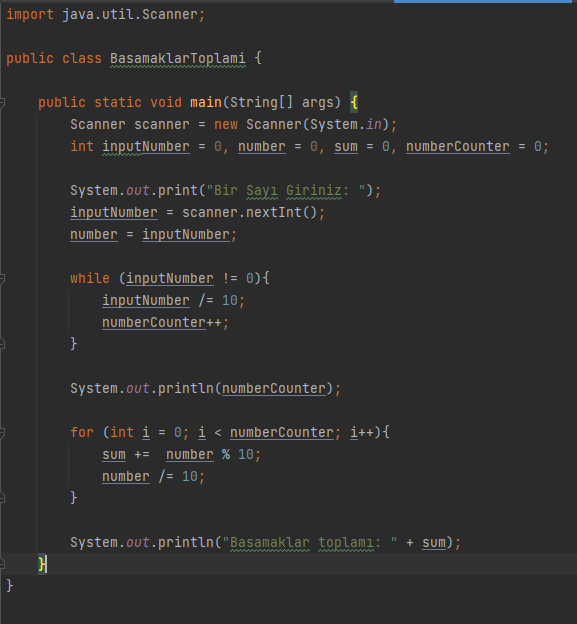 import java.util.Scanner;
public class BasamaklarToplami {
public static void main(String[] args) {
Scanner scanner = new Scanner(System.in);
int inputNumber = 0, number = 0, sum = 0, numberCounter = 0;
System.out.print("Bir Sayı Giriniz: ");
inputNumber = scanner.nextInt();
number = inputNumber;
while (inputNumber != 0){
inputNumber /= 10;
numberCounter++;
}
System.out.println(numberCounter);
for (int i = 0; i < numberCounter; i++){
sum +=  number % 10;
number /= 10;
}
System.out.println("Basamaklar toplamı: " + sum);
}
}